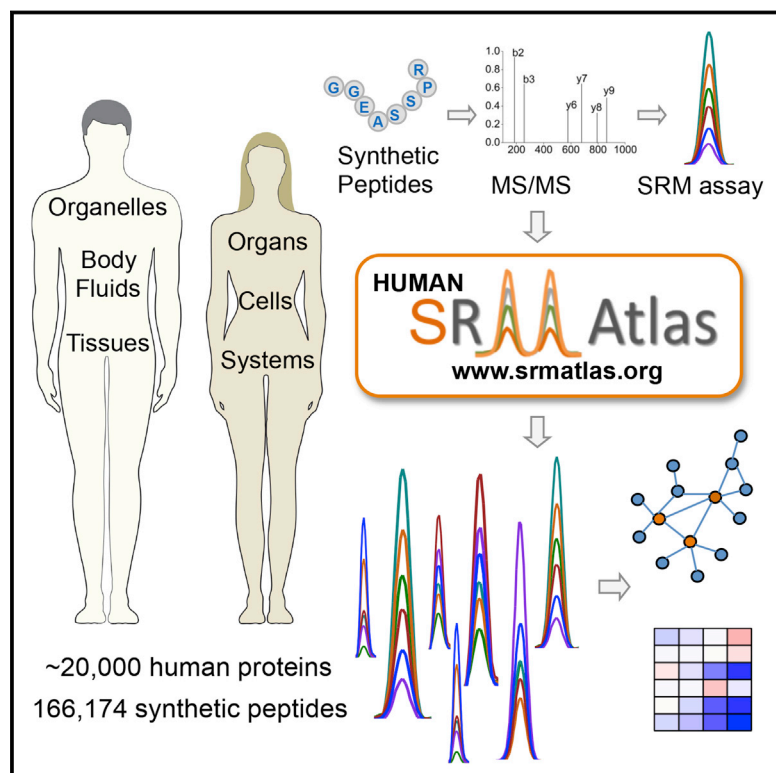 Organelles
Body
Fluids
Tissues
Organs
Cells
Systems
G G E A S S P R
Synthetic
Peptides
1.0
0.8
0.6
0.4
0.2
0.0
b2
b3
y6
y7
y8
y9
200 400 600 800 1000
MS/MS
SRM assay
HUMAN
SRM Atlas
www.srmatlas.org
~20,000 human proteins
166,174 synthetic peptides